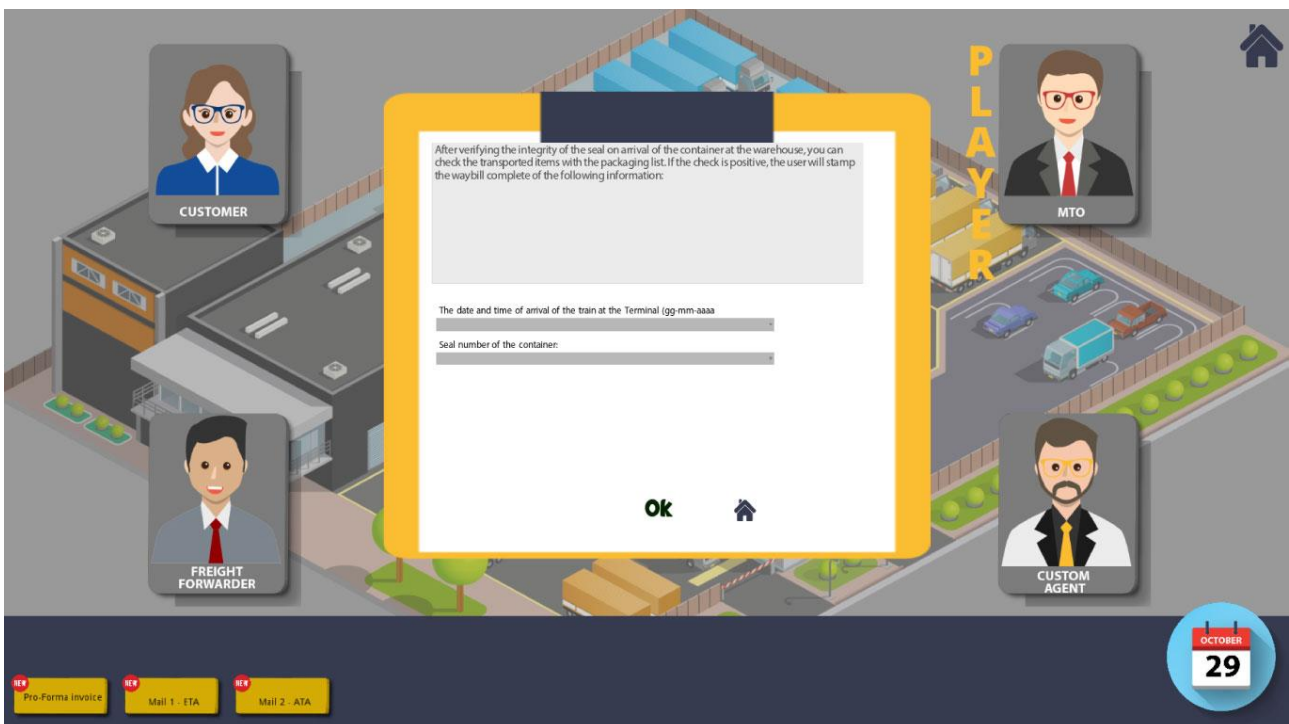 CUSTOMER
PLAYER
MTO
After verifying the integrity of the seal on arrival of the container at the warehouse, you can
check the transported items with the packaging list. If the check is positive, the user will stamp
the waybill complete of the following information:
The date and time of arrival of the train at the Terminal (gg-mm-aaaa
Seal number of the container:
Ok
FREIGHT
FORWARDER
CUSTOM
AGENT
OCTOBER
29
NEW
Pro-Forma invoice
NEW
Mail 1 - ETA
NEW
Mail 2 - ATA